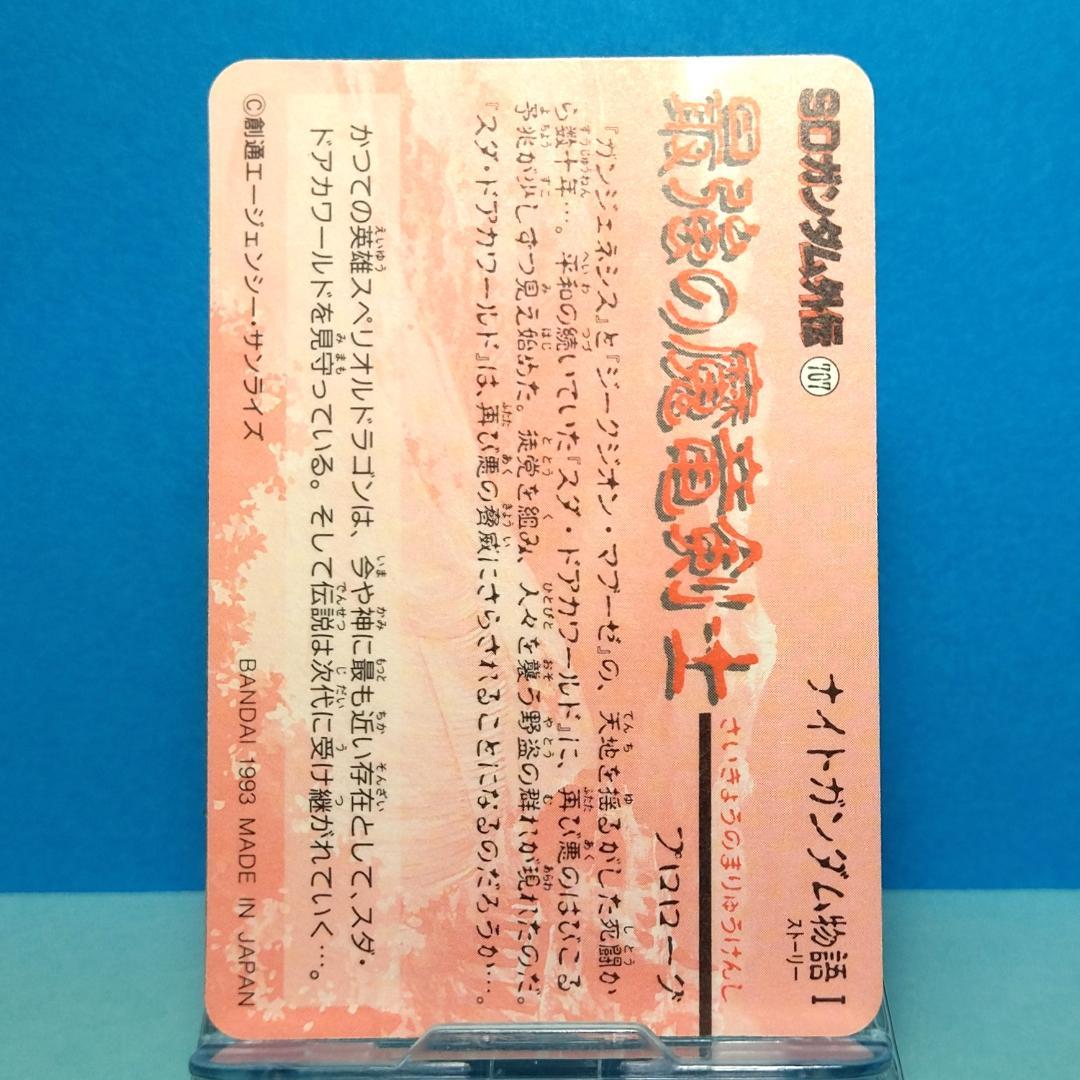 SDガンダム外伝 707 ナイトガンダム物語Ⅰ
ストーリー
さいきょうのまりゅうけんし
最強の魔竜剣士
プロローグ
『ガンジェネシス』と『ジークジオン・マブーゼ』の、天地を揺るがした死闘か
ら数十年…。平和の続いていた『スダ・ドアカワールド』に、再び悪のはびこる
予兆が少しずつ見え始めた。徒党を組み、人々を襲う野盗の群れが現れたのだ。
『スダ・ドアカワールド』は、再び悪の脅威にさらされることになるのだろうか…。
かつての英雄スペリオルドラゴンは、今や神に最も近い存在として、スダ・
ドアカワールドを見守っている。そして伝説は次代に受け継がれていく…。
©創通エージェンシー・サンライズ BANDAI 1993 MADE IN JAPAN